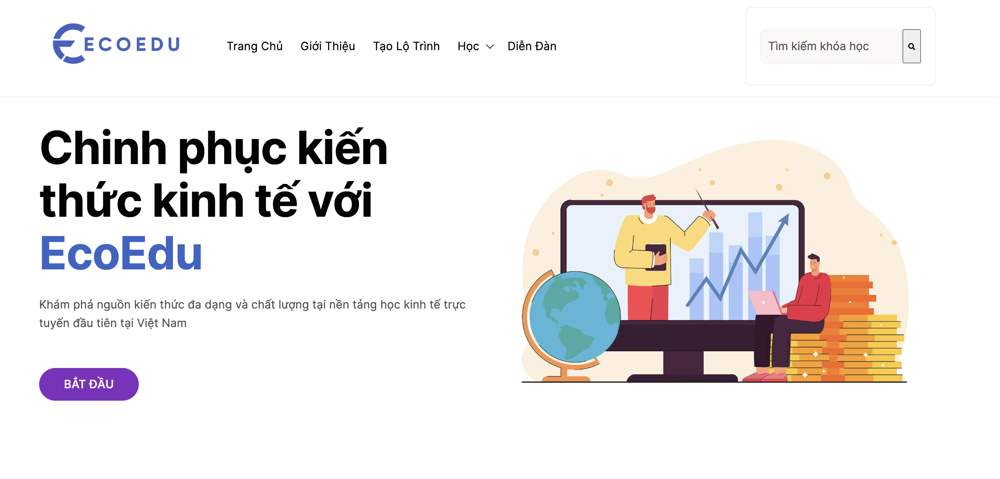 ECOEDU
Trang Chủ
Giới Thiệu
Tạo Lộ Trình
Học
Diễn Đàn
Tìm kiếm khóa học
Chinh phục kiến
thức kinh tế với
EcoEdu
Khám phá nguồn kiến thức đa dạng và chất lượng tại nền tảng học kinh tế trực
tuyến đầu tiên tại Việt Nam
BẮT ĐẦU